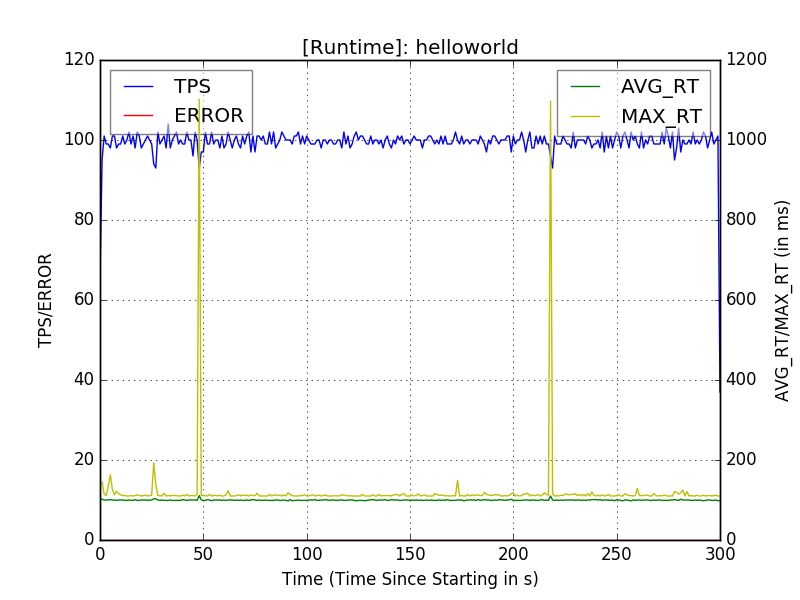 [Runtime]: helloworld
TPS
ERROR
AVG_RT
MAX_RT
120
100
80
60
40
20
0
TPS/ERROR
1200
1000
800
600
400
200
0
AVG_RT/MAX_RT (in ms)
0 50 100 150 200 250 300
Time (Time Since Starting in s)